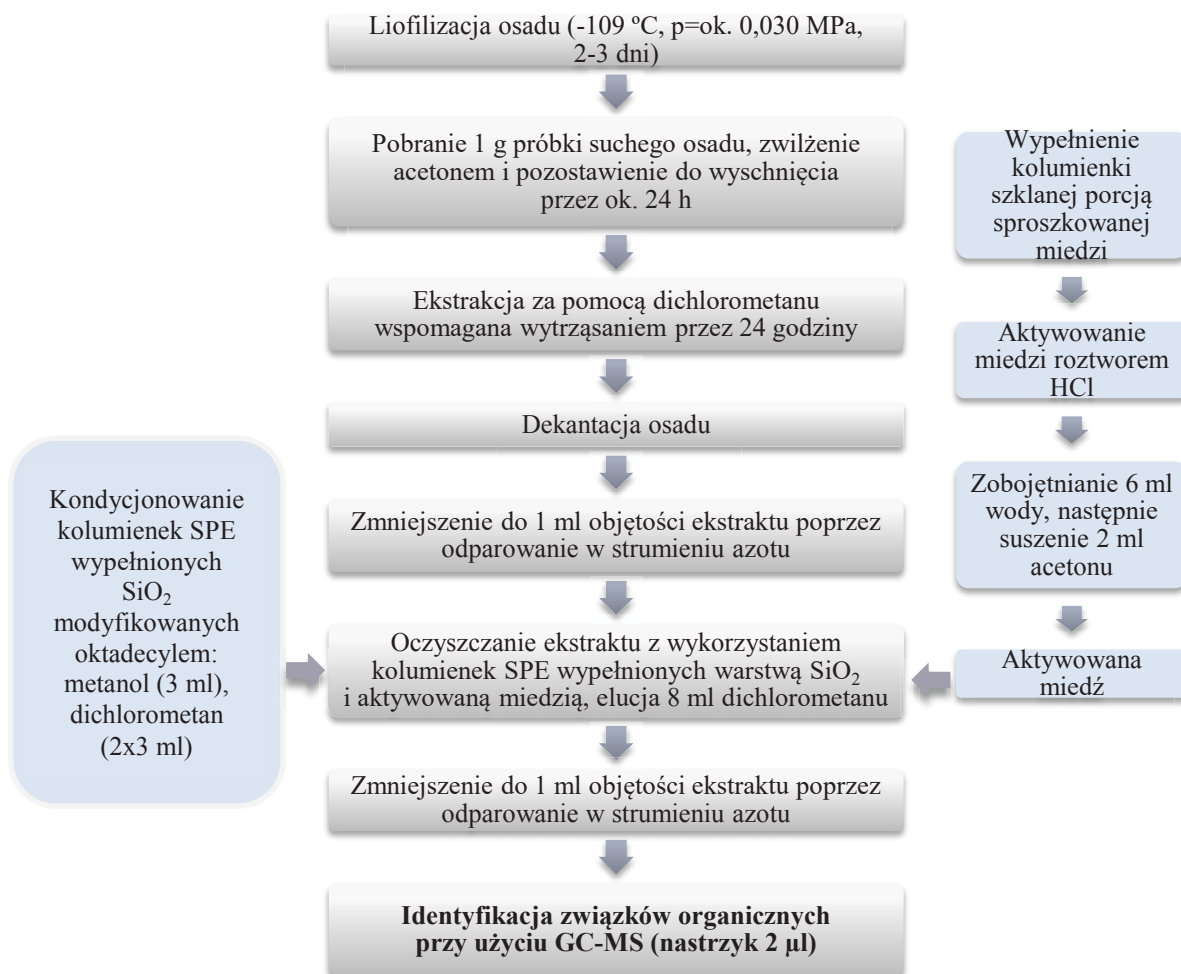 Liofilizacja osadu (-109 ºC, p=ok. 0,030 MPa,
2-3 dni)
Pobranie 1 g próbki suchego osadu, zwilżenie
acetonem i pozostawienie do wyschnięcia
przez ok. 24 h
Ekstrakcja za pomocą dichlorometanu
wspomagana wytrząsaniem przez 24 godziny
Dekantacja osadu
Zmniejszenie do 1 ml objętości ekstraktu poprzez
odparowanie w strumieniu azotu
Kondycjonowanie
kolumienek SPE
wypełnionych
SiO₂
modyfikowanych
oktadecylem:
metanol (3 ml),
dichlorometan
(2x3 ml)
Wypełnienie
kolumienki
szklanej porcją
sproszkowanej
miedzi
Aktywowanie
miedzi roztworem
HCl
Zobojętnianie 6 ml
wody, następnie
suszenie 2 ml
acetonu
Aktywowana
miedź
Oczyszczanie ekstraktu z wykorzystaniem
kolumienek SPE wypełnionych warstwą SiO₂
i aktywowaną miedzią, elucja 8 ml dichlorometanu
Zmniejszenie do 1 ml objętości ekstraktu poprzez
odparowanie w strumieniu azotu
Identyfikacja związków organicznych
przy użyciu GC-MS (nastrzyk 2 µl)